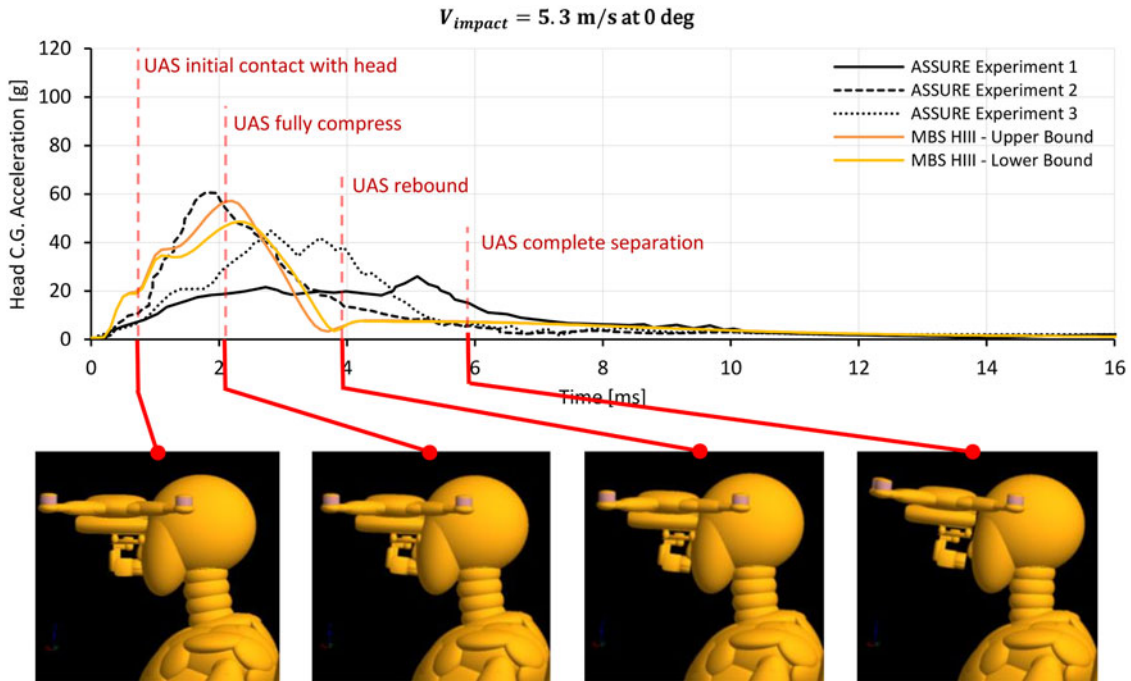 V_impact = 5.3 m/s at 0 deg
120
100
80
60
40
20
0
Head C.G. Acceleration [g]
UAS initial contact with head
UAS fully compress
UAS rebound
UAS complete separation
ASSURE Experiment 1
ASSURE Experiment 2
ASSURE Experiment 3
MBS HIII - Upper Bound
MBS HIII - Lower Bound
0 2 4 6 8 10 12 14 16
Time [ms]